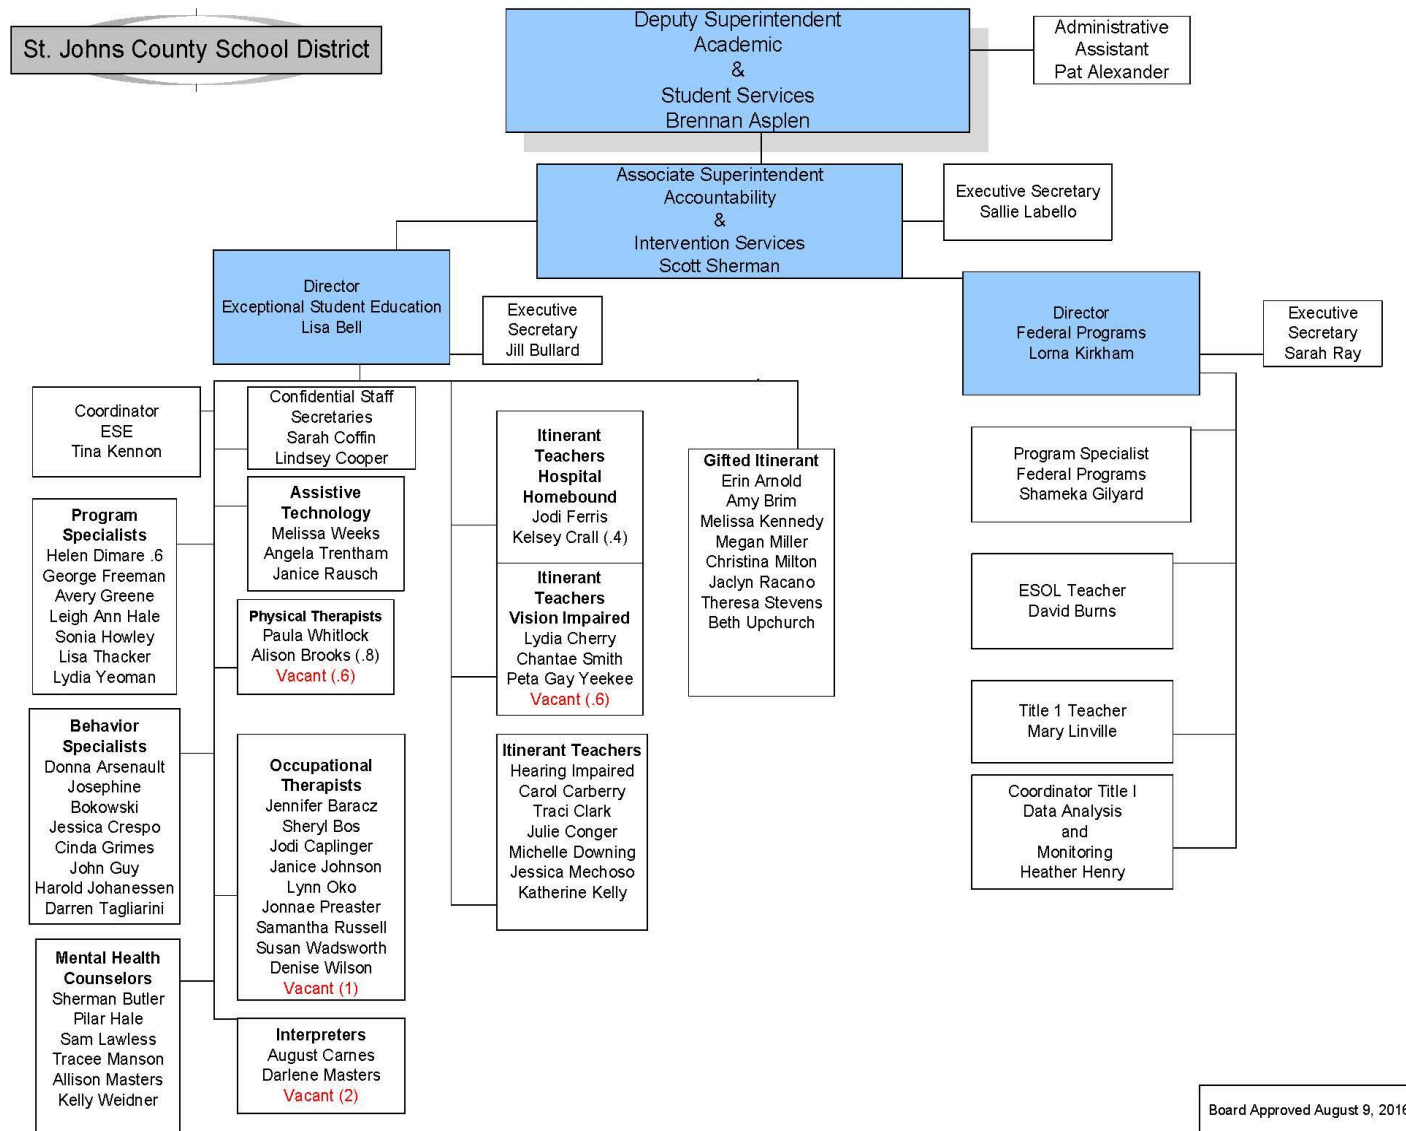 St. Johns County School District
Deputy Superintendent
Academic
&
Student Services
Brennan Asplen
Administrative
Assistant
Pat Alexander
Associate Superintendent
Accountability
&
Intervention Services
Scott Sherman
Executive Secretary
Sallie Labello
Director
Exceptional Student Education
Lisa Bell
Executive
Secretary
Jill Bullard
Director
Federal Programs
Lorna Kirkham
Executive
Secretary
Sarah Ray
Coordinator
ESE
Tina Kennon
Confidential Staff
Secretaries
Sarah Coffin
Lindsey Cooper
Program
Specialists
Helen Dimare .6
George Freeman
Avery Greene
Leigh Ann Hale
Sonia Howley
Lisa Thacker
Lydia Yeoman
Assistive
Technology
Melissa Weeks
Angela Trentham
Janice Rausch
Physical Therapists
Paula Whitlock
Alison Brooks (.8)
Vacant (.6)
Behavior
Specialists
Donna Arsenault
Josephine
Bokowski
Jessica Crespo
Cinda Grimes
John Guy
Harold Johanessen
Darren Tagliarini
Occupational
Therapists
Jennifer Baracz
Sheryl Bos
Jodi Caplinger
Janice Johnson
Lynn Oko
Jonnae Preaster
Samantha Russell
Susan Wadsworth
Denise Wilson
Vacant (1)
Mental Health
Counselors
Sherman Butler
Pilar Hale
Sam Lawless
Tracee Manson
Allison Masters
Kelly Weidner
Interpreters
August Carnes
Darlene Masters
Vacant (2)
Itinerant
Teachers
Hospital
Homebound
Jodi Ferris
Kelsey Crall (.4)
Itinerant
Teachers
Vision Impaired
Lydia Cherry
Chantae Smith
Peta Gay Yeekee
Vacant (.6)
Itinerant Teachers
Hearing Impaired
Carol Carberry
Traci Clark
Julie Conger
Michelle Downing
Jessica Mechoso
Katherine Kelly
Gifted Itinerant
Erin Arnold
Amy Brim
Melissa Kennedy
Megan Miller
Christina Milton
Jaclyn Racano
Theresa Stevens
Beth Upchurch
Program Specialist
Federal Programs
Shameka Gilyard
ESOL Teacher
David Burns
Title 1 Teacher
Mary Linville
Coordinator Title I
Data Analysis
and
Monitoring
Heather Henry
Board Approved August 9, 2016